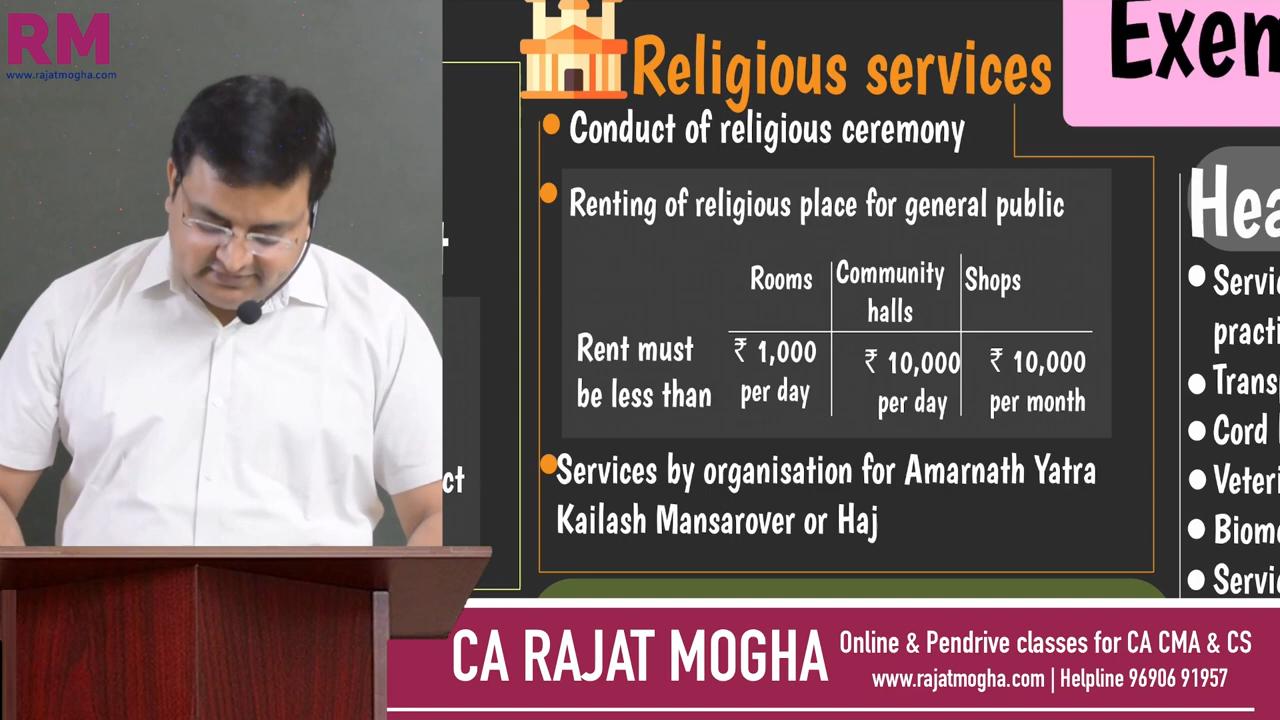 RM
www.rajatmogha.com
Religious services
Exem
Conduct of religious ceremony
Renting of religious place for general public
Rooms
Community
halls
Shops
Rent must
be less than
₹ 1,000
per day
₹ 10,000
per day
₹ 10,000
per month
Services by organisation for Amarnath Yatra
Kailash Mansarover or Haj
ct
Hea
Servic
practi
Transp
Cord
Veteri
Biome
Servic
CA RAJAT MOGHA
Online & Pendrive classes for CA CMA & CS
www.rajatmogha.com | Helpline 96906 91957